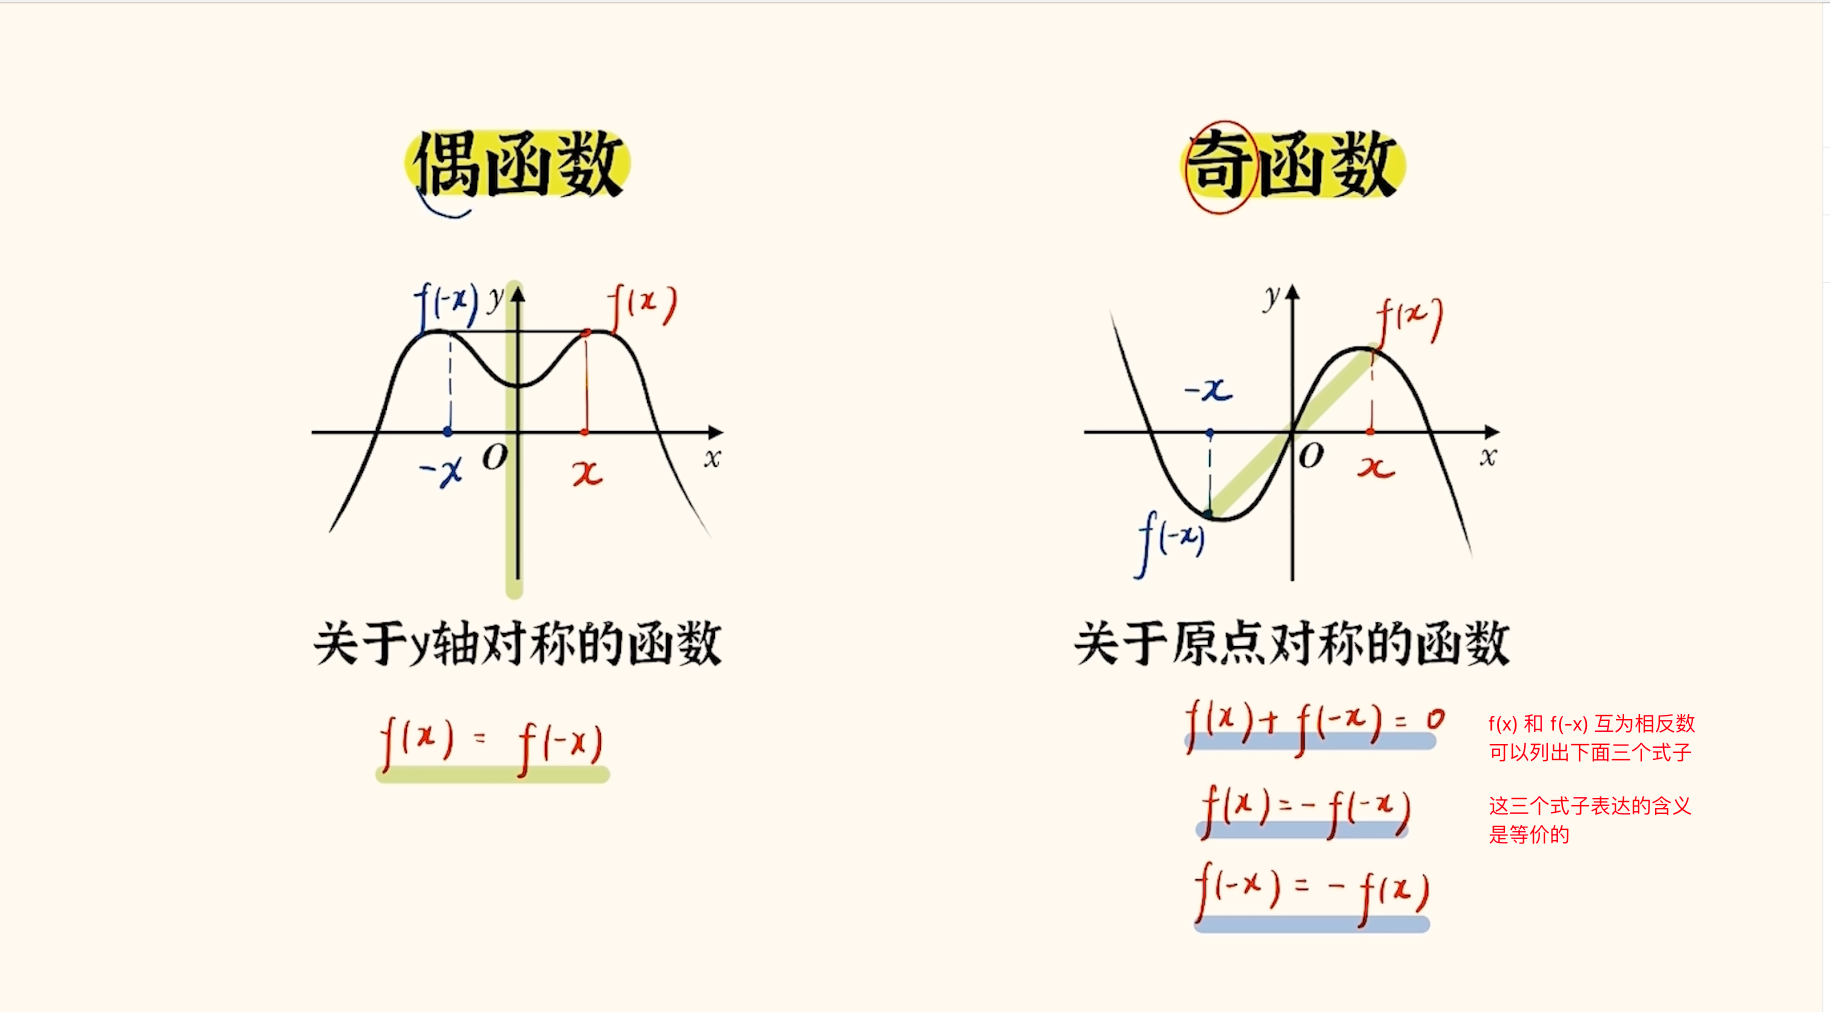 偶函数
f(-x)
y
f(x)
-x
O
x
x
关于y轴对称的函数
f(x) = f(-x)
奇函数
y
f(x)
-x
O
x
x
f(-x)
关于原点对称的函数
f(x)+f(-x)=0
f(x)=-f(-x)
f(-x)=-f(x)
f(x) 和 f(-x) 互为相反数
可以列出下面三个式子
这三个式子表达的含义
是等价的